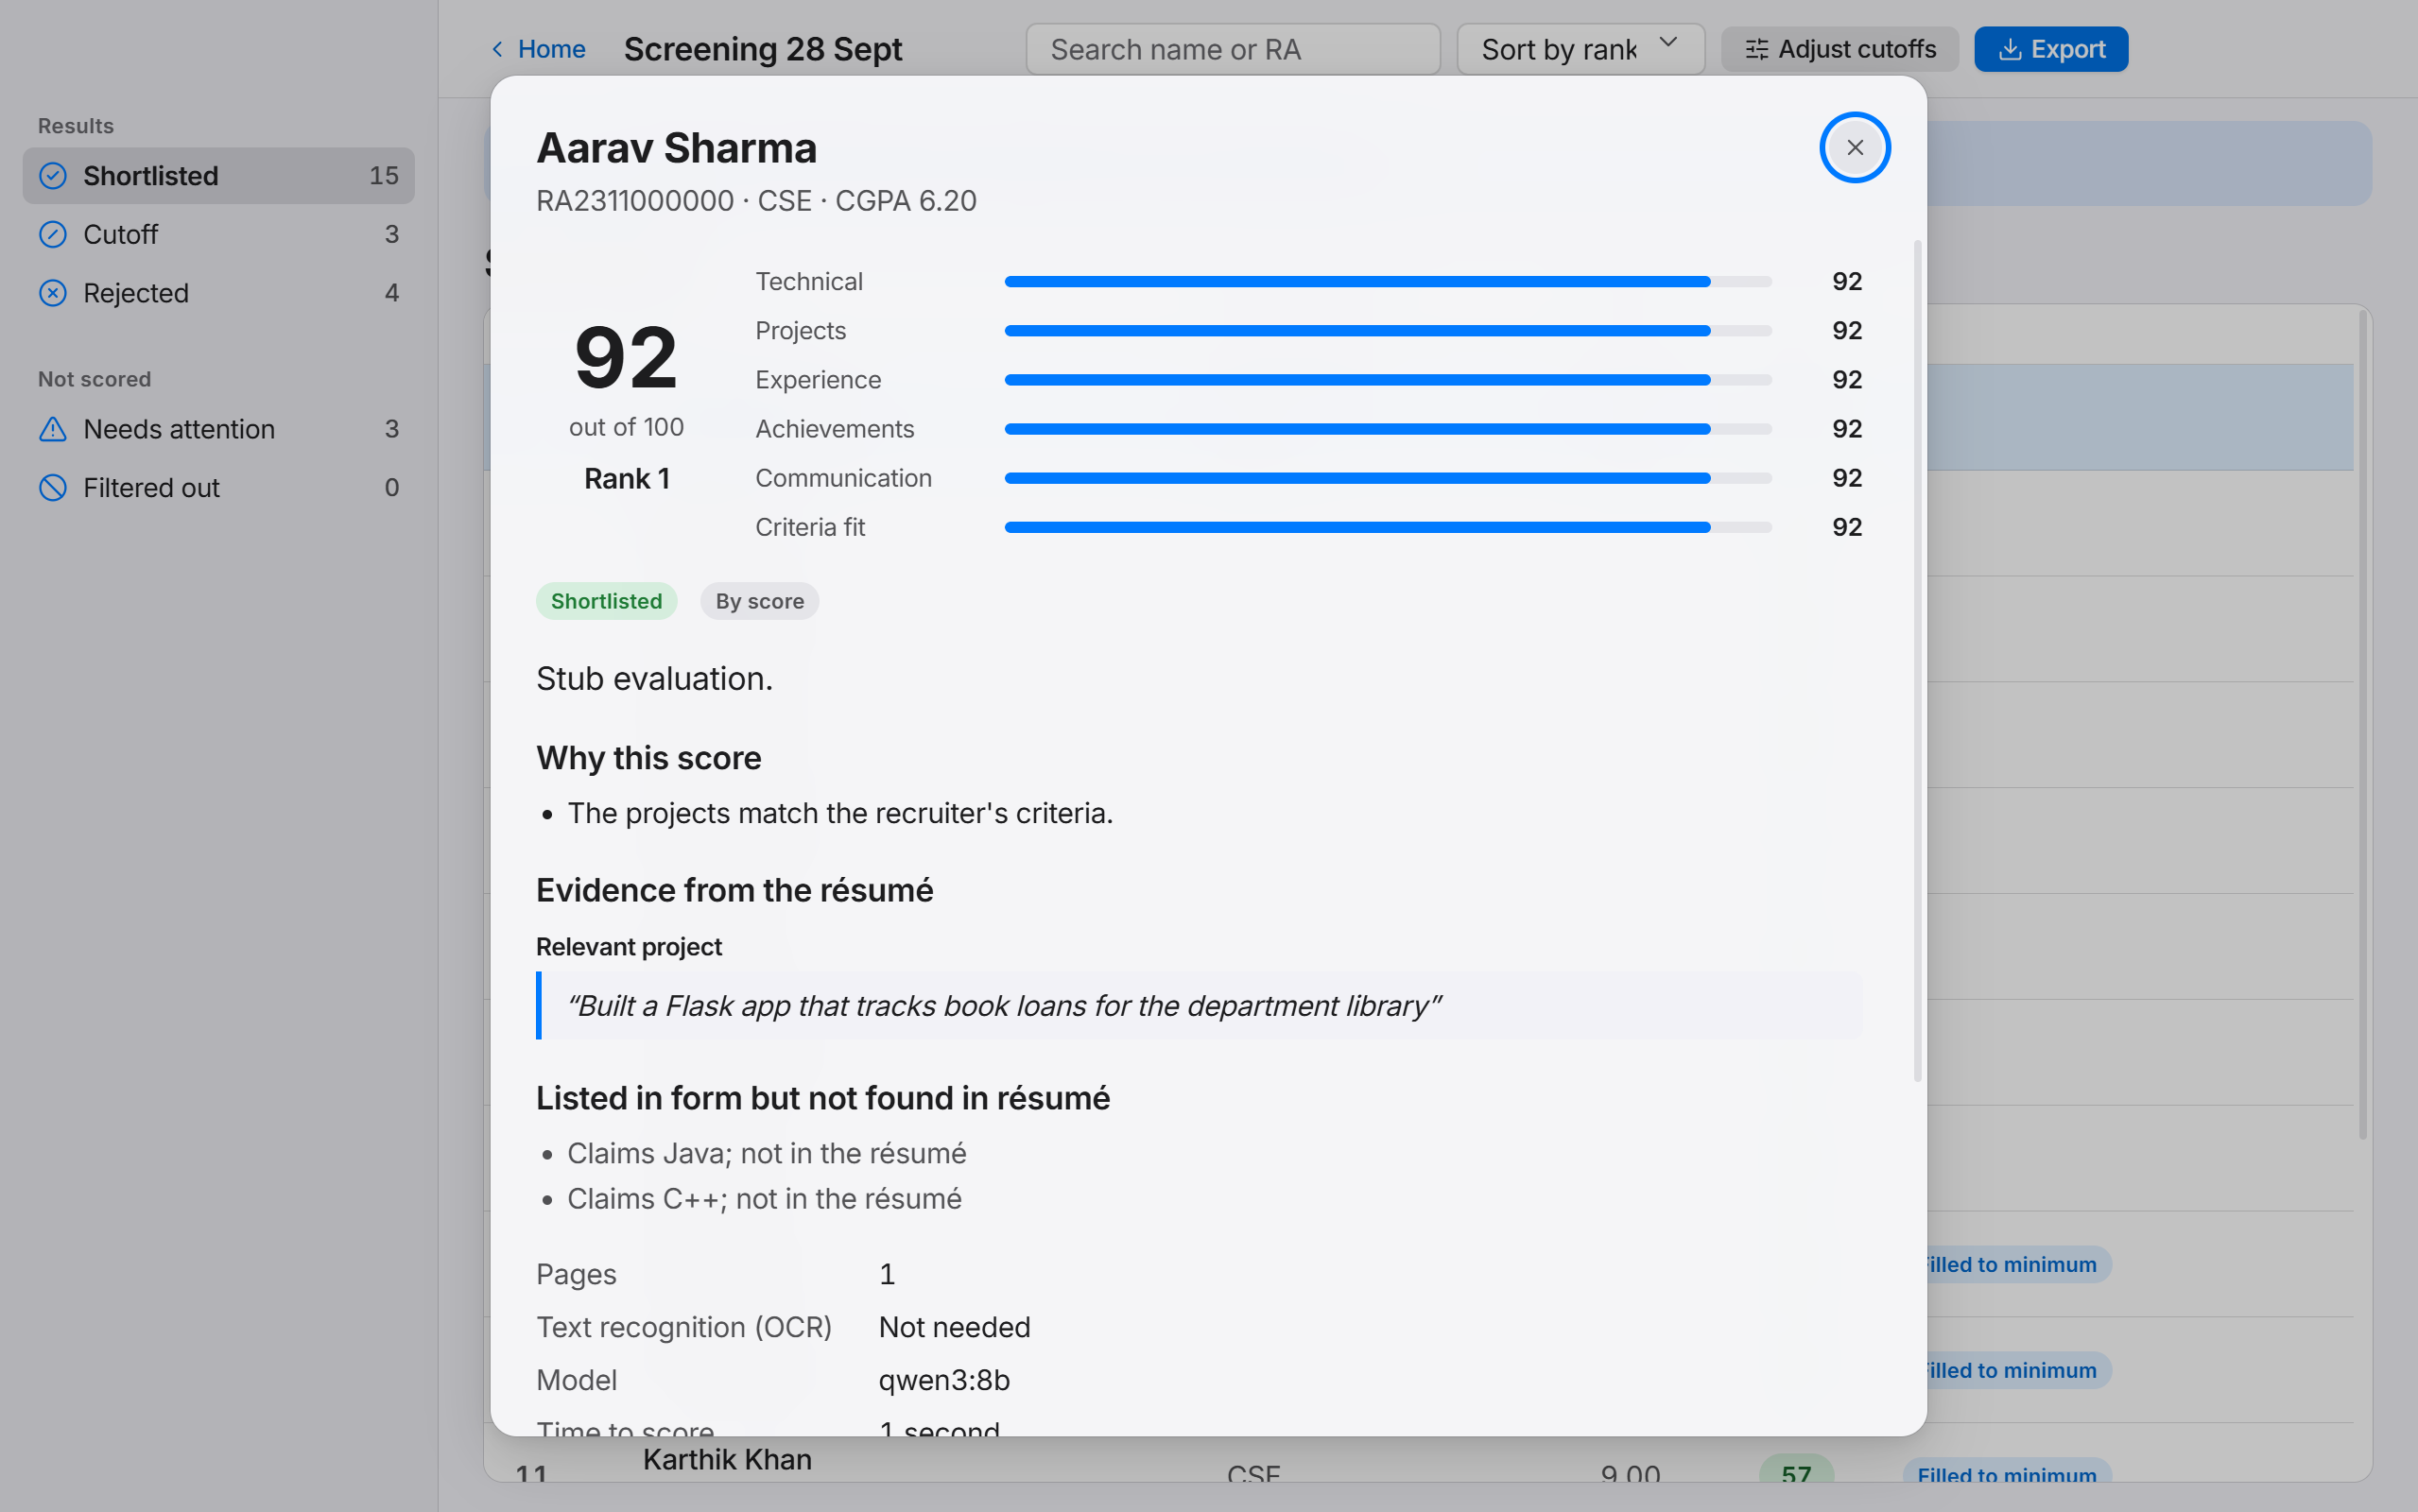 Home
Screening 28 Sept
Search name or RA
Sort by rank
Adjust cutoffs
Export
Results
Shortlisted 15
Cutoff 3
Rejected 4
Not scored
Needs attention 3
Filtered out 0
Aarav Sharma
RA2311000000 · CSE · CGPA 6.20
92
out of 100
Rank 1
Technical 92
Projects 92
Experience 92
Achievements 92
Communication 92
Criteria fit 92
Shortlisted By score
Stub evaluation.
Why this score
• The projects match the recruiter's criteria.
Evidence from the résumé
Relevant project
“Built a Flask app that tracks book loans for the department library”
Listed in form but not found in résumé
• Claims Java; not in the résumé
• Claims C++; not in the résumé
Pages 1
Text recognition (OCR) Not needed
Model qwen3:8b
Time to score 1 second
Filled to minimum
Filled to minimum
Karthik Khan
11 CSE 9.00 57 Filled to minimum